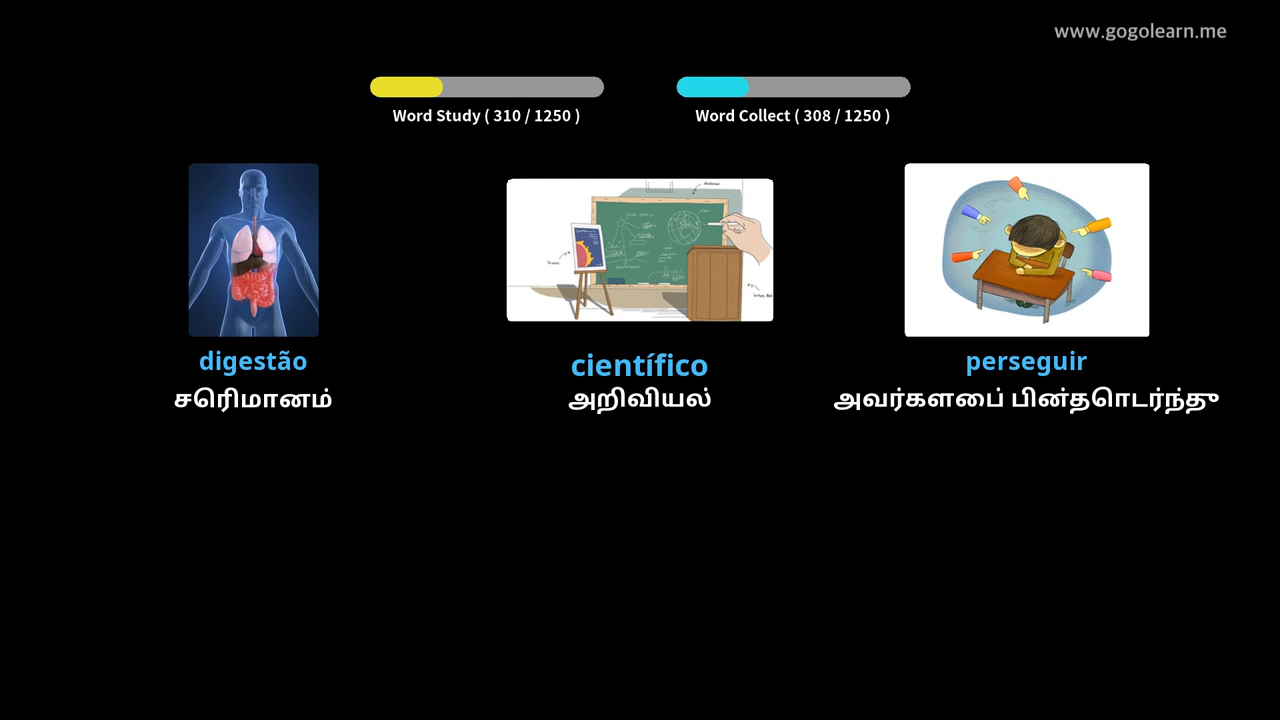 www.gogolearn.me
Word Study ( 310 / 1250 )
Word Collect ( 308 / 1250 )
digestão
científico
perseguir
செரிமானம்
அறிவியல்
அவர்களைப் பின்தொடர்ந்து